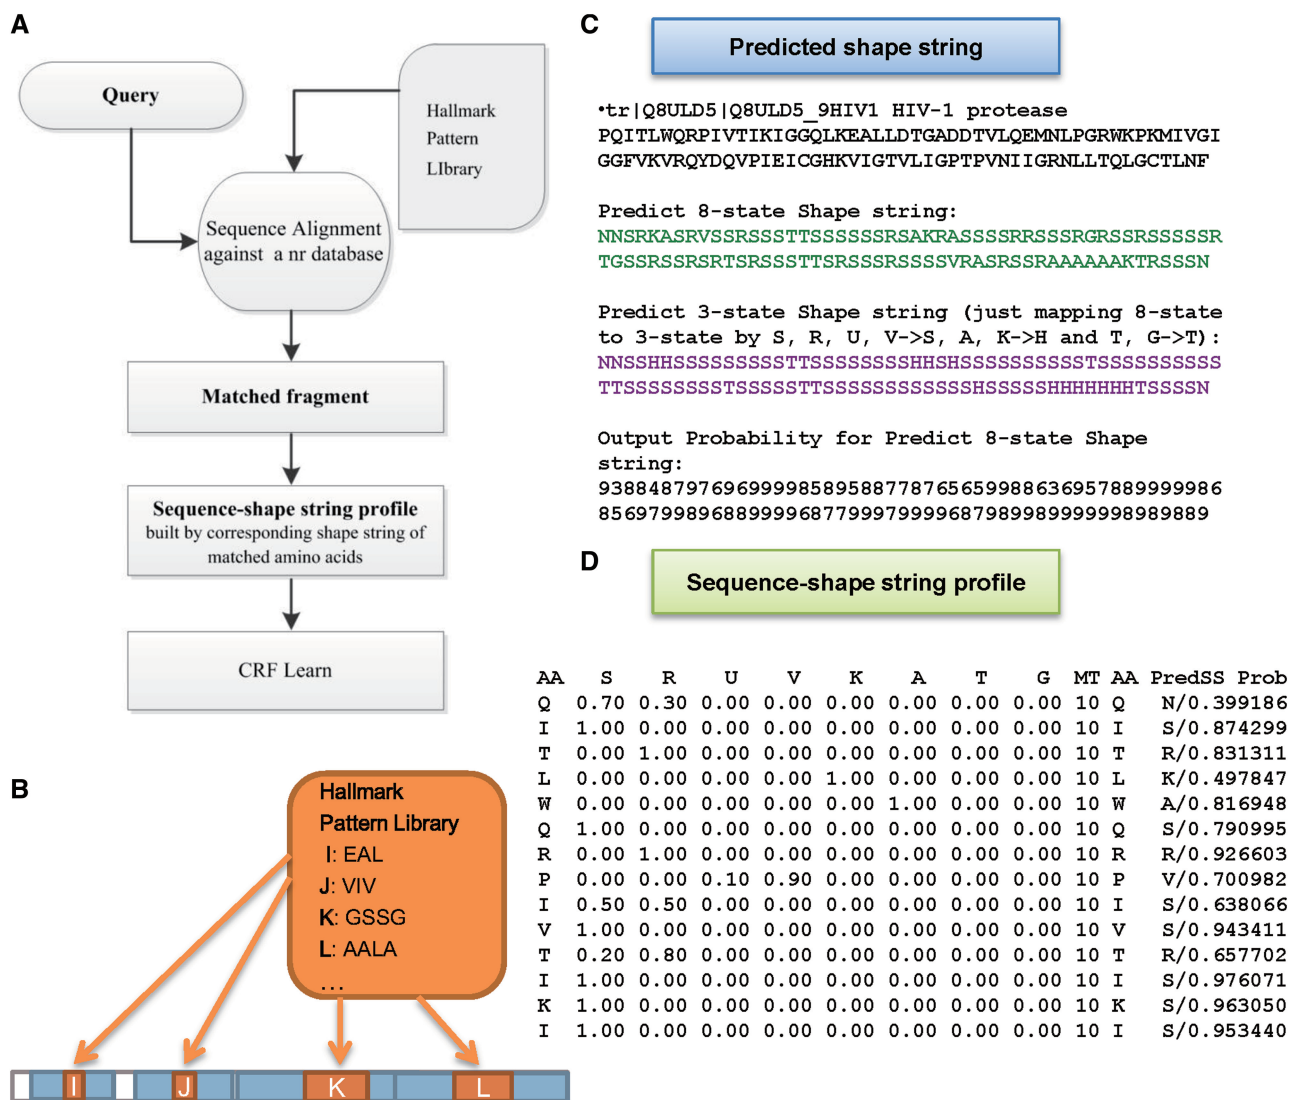 A
Query
Hallmark
Pattern
LIbrary
Sequence Alignment
against a nr database
Matched fragment
Sequence-shape string profile
built by corresponding shape string of
matched amino acids
CRF Learn
B
Hallmark
Pattern Library
I: EAL
J: VIV
K: GSSG
L: AALA
...
I J K L
C
Predicted shape string
•tr|Q8ULD5|Q8ULD5_9HIV1 HIV-1 protease
PQITLWQRPIVTIKIGGQLKEALLDTGADDTVLQEMNLPGRWKPKMIVGI
GGFVKVRQYDQVPIEICGHKVIGTVLIGPTPVNIIGRNLLTQLGCTLNF
Predict 8-state Shape string:
NNSRKASRVSSRSSSTTSSSSSSRSAKRASSSSRRSSSRGRSSRSSSSSR
TGSSRSSRSRTSRSSSTTSRSSSRSSSSVRASRSSRAAAAAAKTRSSSN
Predict 3-state Shape string (just mapping 8-state
to 3-state by S, R, U, V->S, A, K->H and T, G->T):
NNSSHHSSSSSSSSSTTSSSSSSSSHHSHSSSSSSSSSSTSSSSSSSSSS
TTSSSSSSSSTSSSSSTTSSSSSSSSSSSSHSSSSSHHHHHHHTSSSSN
Output Probability for Predict 8-state Shape
string:
93884879769699998589588778765659988636957889999986
8569799896889999687799979999687989989999998989889
D
Sequence-shape string profile
AA S R U V K A T G MT AA PredSS Prob
Q 0.70 0.30 0.00 0.00 0.00 0.00 0.00 0.00 10 Q N/0.399186
I 1.00 0.00 0.00 0.00 0.00 0.00 0.00 0.00 10 I S/0.874299
T 0.00 1.00 0.00 0.00 0.00 0.00 0.00 0.00 10 T R/0.831311
L 0.00 0.00 0.00 0.00 1.00 0.00 0.00 0.00 10 L K/0.497847
W 0.00 0.00 0.00 0.00 0.00 1.00 0.00 0.00 10 W A/0.816948
Q 1.00 0.00 0.00 0.00 0.00 0.00 0.00 0.00 10 Q S/0.790995
R 0.00 1.00 0.00 0.00 0.00 0.00 0.00 0.00 10 R R/0.926603
P 0.00 0.00 0.10 0.90 0.00 0.00 0.00 0.00 10 P V/0.700982
I 0.50 0.50 0.00 0.00 0.00 0.00 0.00 0.00 10 I S/0.638066
V 1.00 0.00 0.00 0.00 0.00 0.00 0.00 0.00 10 V S/0.943411
T 0.20 0.80 0.00 0.00 0.00 0.00 0.00 0.00 10 T R/0.657702
I 1.00 0.00 0.00 0.00 0.00 0.00 0.00 0.00 10 I S/0.976071
K 1.00 0.00 0.00 0.00 0.00 0.00 0.00 0.00 10 K S/0.963050
I 1.00 0.00 0.00 0.00 0.00 0.00 0.00 0.00 10 I S/0.953440